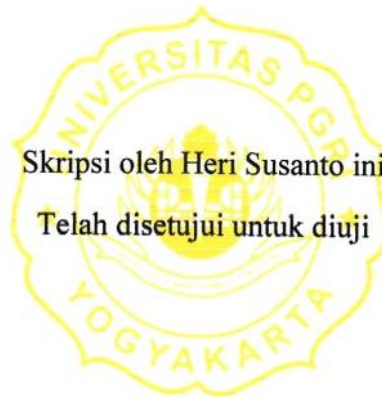 UNIVERSITAS PGRI
Skripsi oleh Heri Susanto ini
Telah disetujui untuk diuji
YOGYAKARTA